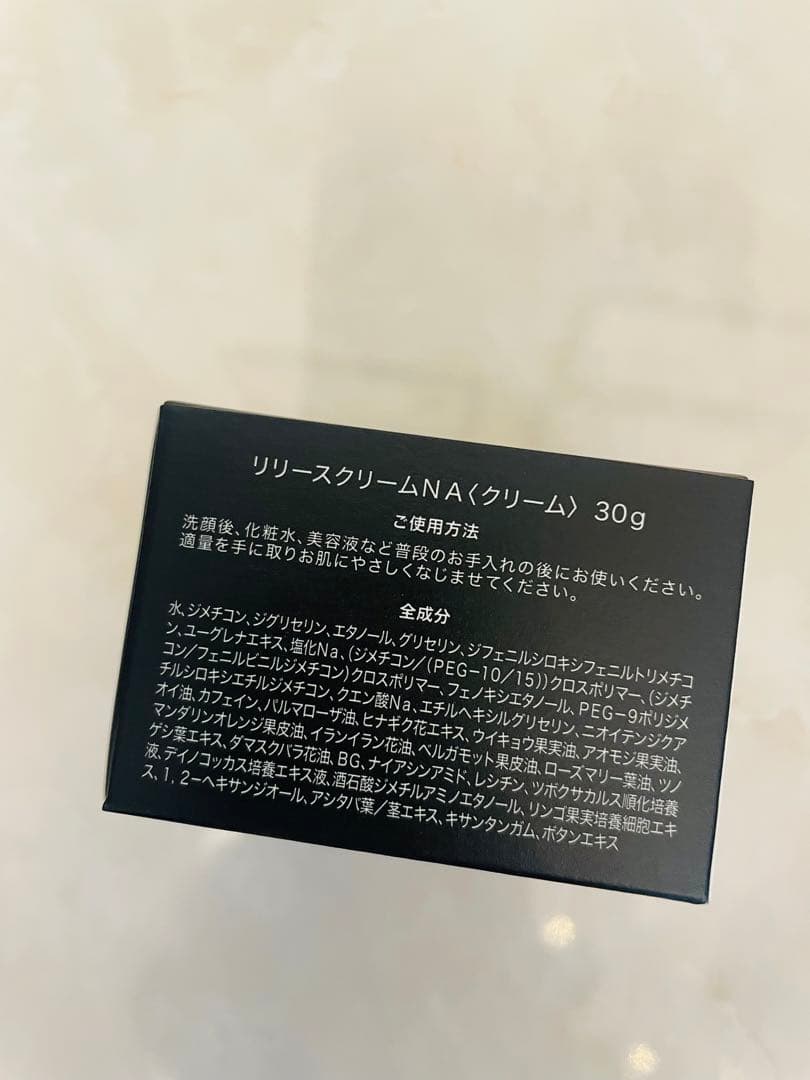 リリースクリームNA〈クリーム〉 30g
ご使用方法
洗顔後、化粧水、美容液など普段のお手入れの後にお使いください。
適量を手に取りお肌にやさしくなじませてください。
全成分
水、ジメチコン、ジグリセリン、エタノール、グリセリン、ジフェニルシロキシフェニルトリメチコ
ン、ユーグレナエキス、塩化Na、(ジメチコン/(PEG-10/15))クロスポリマー、(ジメチ
コン/フェニルビニルジメチコン)クロスポリマー、フェノキシエタノール、PEG-9ポリジメ
チルシロキシエチルジメチコン、クエン酸Na、エチルヘキシルグリセリン、ニオイテンジクア
オイ油、カフェイン、パルマローザ油、ヒナギク花エキス、ウイキョウ果実油、アオモジ果実油、
マンダリンオレンジ果皮油、イランイラン花油、ベルガモット果皮油、ローズマリー葉油、ツノ
ゲシ葉エキス、ダマスクバラ花油、BG、ナイアシンアミド、レシチン、ツボクサカルス順化培養
液、デイノコッカス培養エキス液、酒石酸ジメチルアミノエタノール、リンゴ果実培養細胞エキ
ス、1,2-ヘキサンジオール、アシタバ葉/茎エキス、キサンタンガム、ボタンエキス